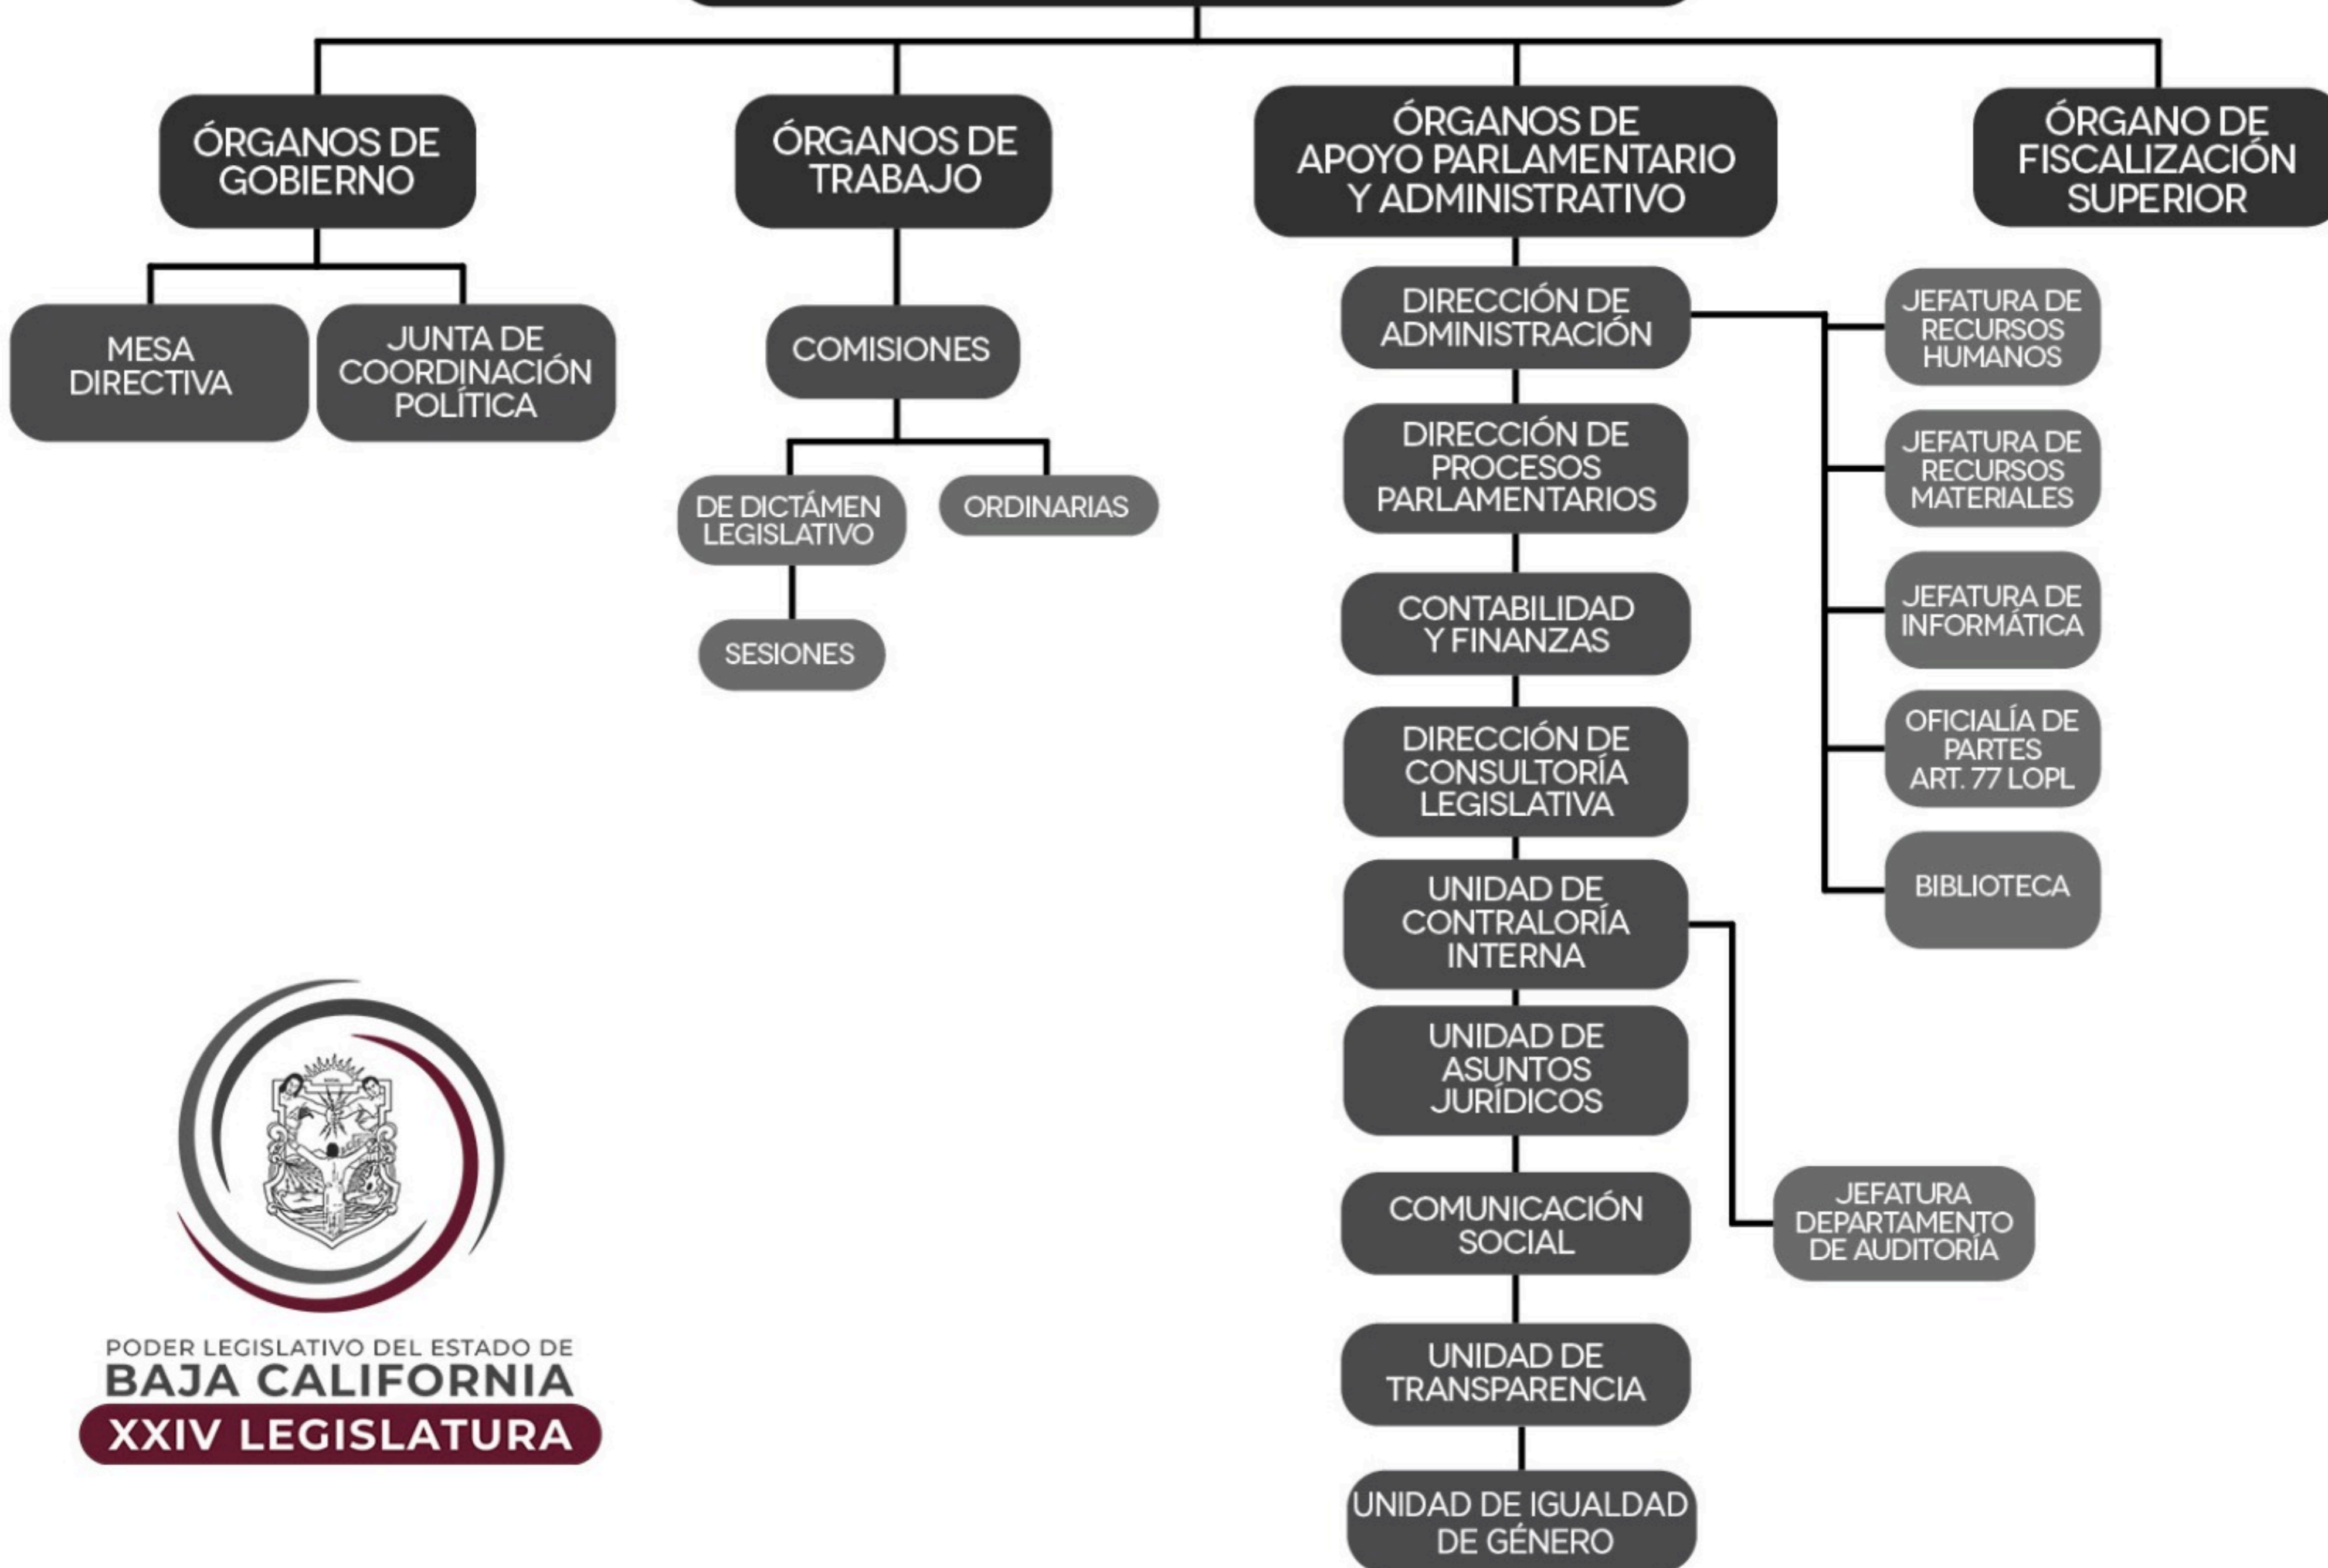 ÓRGANOS DE
GOBIERNO
MESA
DIRECTIVA
JUNTA DE
COORDINACIÓN
POLÍTICA
ÓRGANOS DE
TRABAJO
COMISIONES
DE DICTÁMEN
LEGISLATIVO
ORDINARIAS
SESIONES
ÓRGANOS DE
APOYO PARLAMENTARIO
Y ADMINISTRATIVO
DIRECCIÓN DE
ADMINISTRACIÓN
JEFATURA DE
RECURSOS
HUMANOS
JEFATURA DE
RECURSOS
MATERIALES
JEFATURA DE
INFORMÁTICA
OFICIALÍA DE
PARTES
ART. 77 LOPL
BIBLIOTECA
DIRECCIÓN DE
PROCESOS
PARLAMENTARIOS
CONTABILIDAD
Y FINANZAS
DIRECCIÓN DE
CONSULTORÍA
LEGISLATIVA
UNIDAD DE
CONTRALORÍA
INTERNA
JEFATURA
DEPARTAMENTO
DE AUDITORÍA
UNIDAD DE
ASUNTOS
JURÍDICOS
COMUNICACIÓN
SOCIAL
UNIDAD DE
TRANSPARENCIA
UNIDAD DE IGUALDAD
DE GÉNERO
ÓRGANO DE
FISCALIZACIÓN
SUPERIOR
PODER LEGISLATIVO DEL ESTADO DE
BAJA CALIFORNIA
XXIV LEGISLATURA